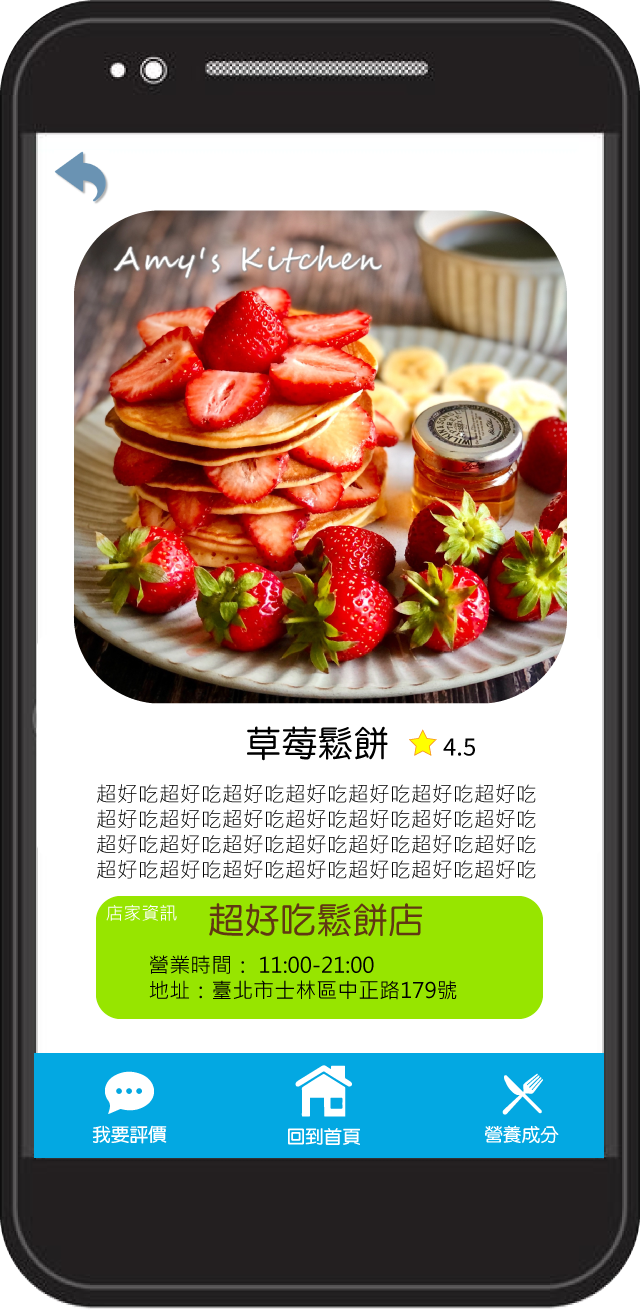 Amy's Kitchen
草莓鬆餅 4.5
超好吃超好吃超好吃超好吃超好吃超好吃超好吃
超好吃超好吃超好吃超好吃超好吃超好吃超好吃
超好吃超好吃超好吃超好吃超好吃超好吃超好吃
超好吃超好吃超好吃超好吃超好吃超好吃超好吃
店家資訊 超好吃鬆餅店
營業時間： 11:00-21:00
地址：臺北市士林區中正路179號
我要評價 回到首頁 營養成分